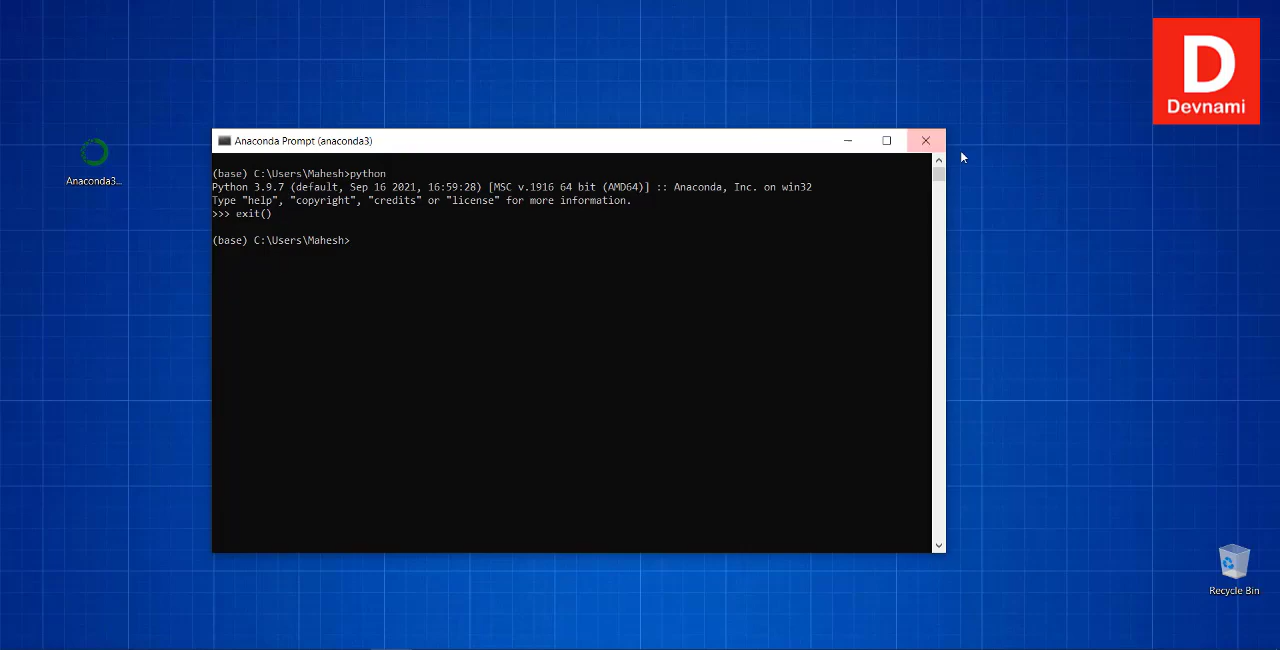 D
Devnami
Anaconda3...
Anaconda Prompt (anaconda3)
(base) C:\Users\Mahesh>python
Python 3.9.7 (default, Sep 16 2021, 16:59:28) [MSC v.1916 64 bit (AMD64)] :: Anaconda, Inc. on win32
Type "help", "copyright", "credits" or "license" for more information.
>>> exit()
(base) C:\Users\Mahesh>
Recycle Bin